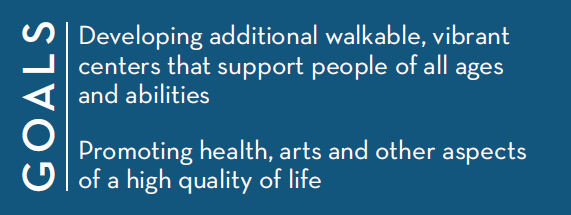 GOALS
Developing additional walkable, vibrant
centers that support people of all ages
and abilities
Promoting health, arts and other aspects
of a high quality of life